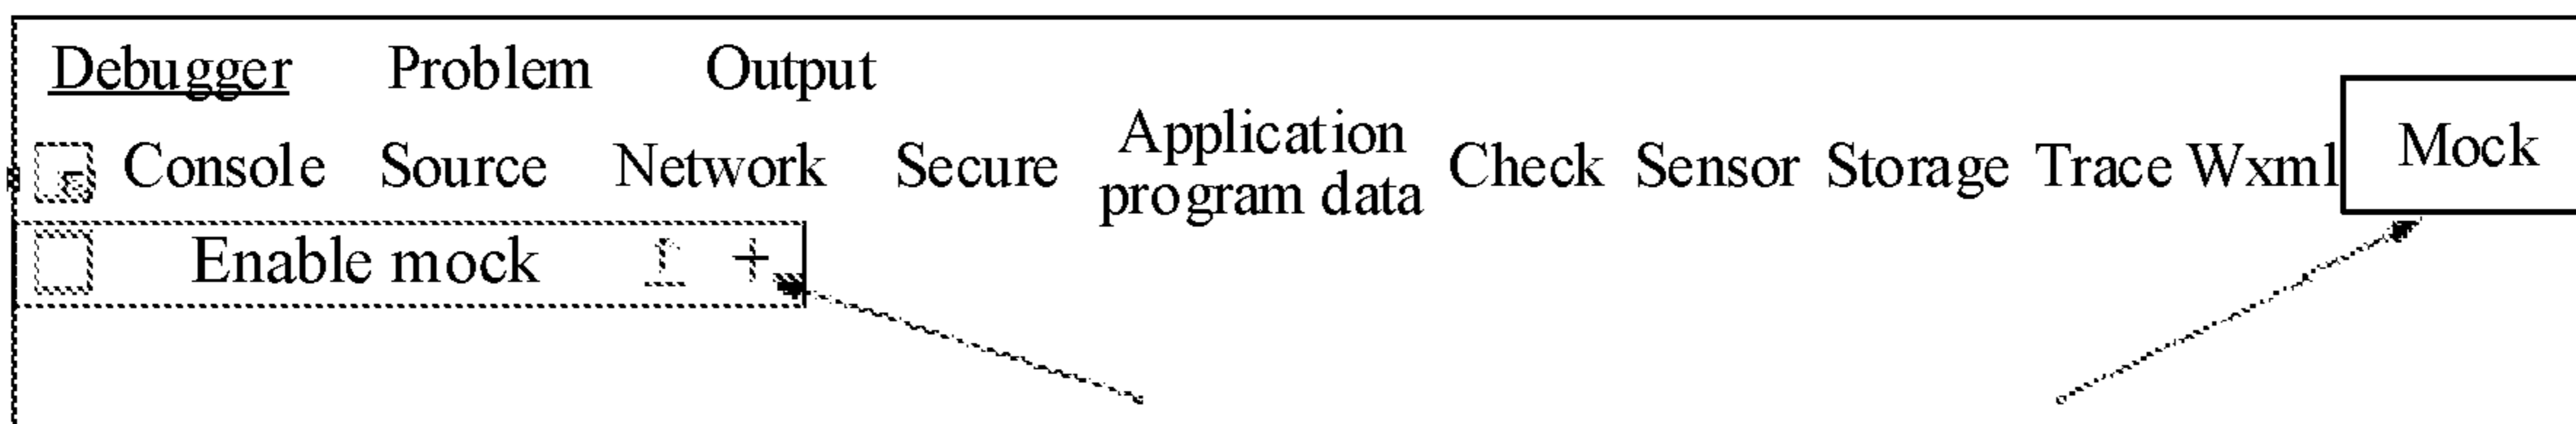 Debugger Problem Output
Console Source Network Secure Application program data Check Sensor Storage Trace Wxml Mock
Enable mock +